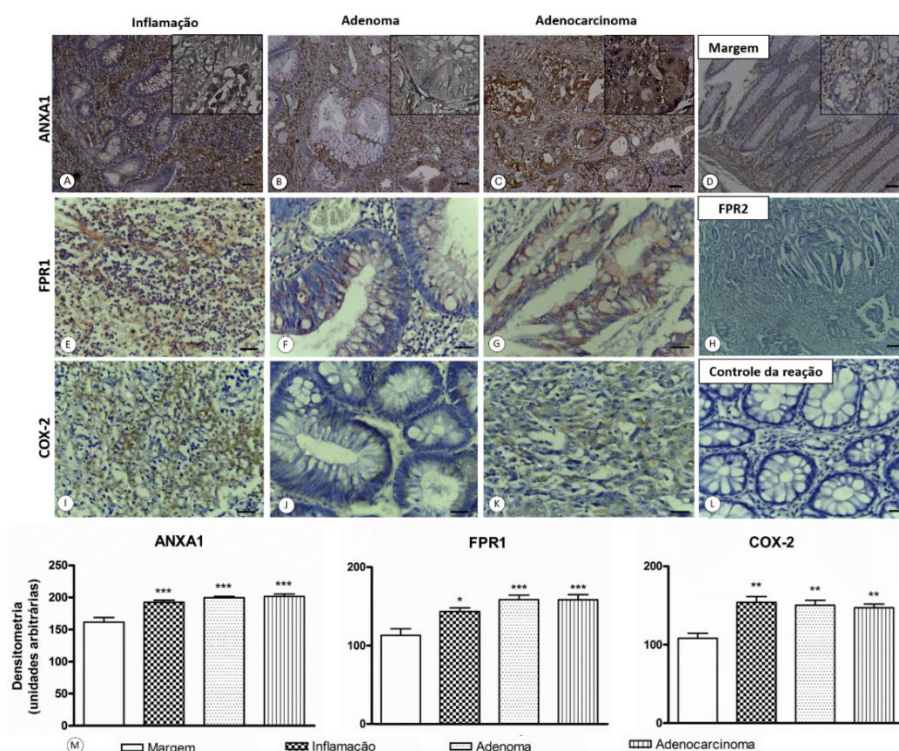 Inflamação Adenoma Adenocarcinoma
ANXA1
Margem
A B C D
FPR1
FPR2
E F G H
COX-2
Controle da reação
I J K L
ANXA1 FPR1 COX-2
Densitometria
(unidades arbitrárias)
250
200
150
100
50
0
*** *** ***
200
100
0
* *** ***
200
100
0
** ** **
M Margem Inflamação Adenoma Adenocarcinoma